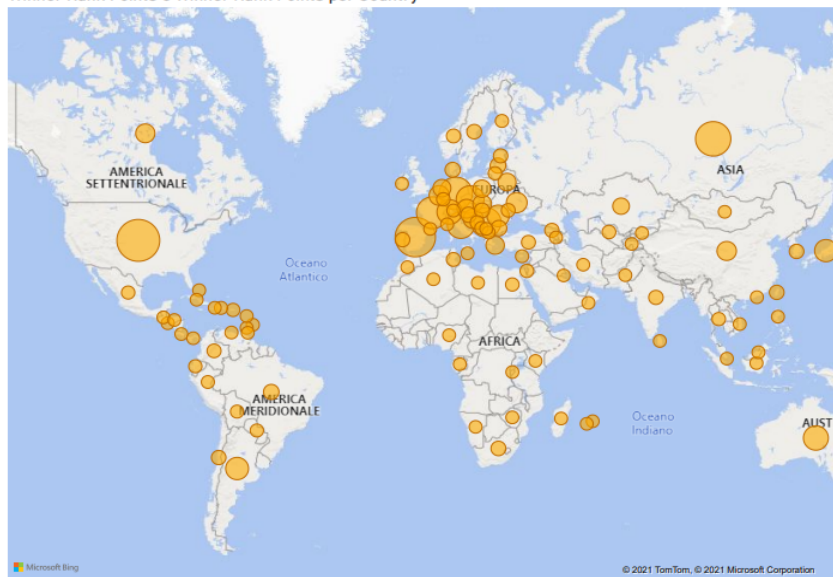 AMERICA
SETTENTRIONALE
EUROPA
ASIA
Oceano
Atlantico
AFRICA
AMERICA
MERIDIONALE
Oceano
Indiano
AUST
Microsoft Bing
© 2021 TomTom, © 2021 Microsoft Corporation